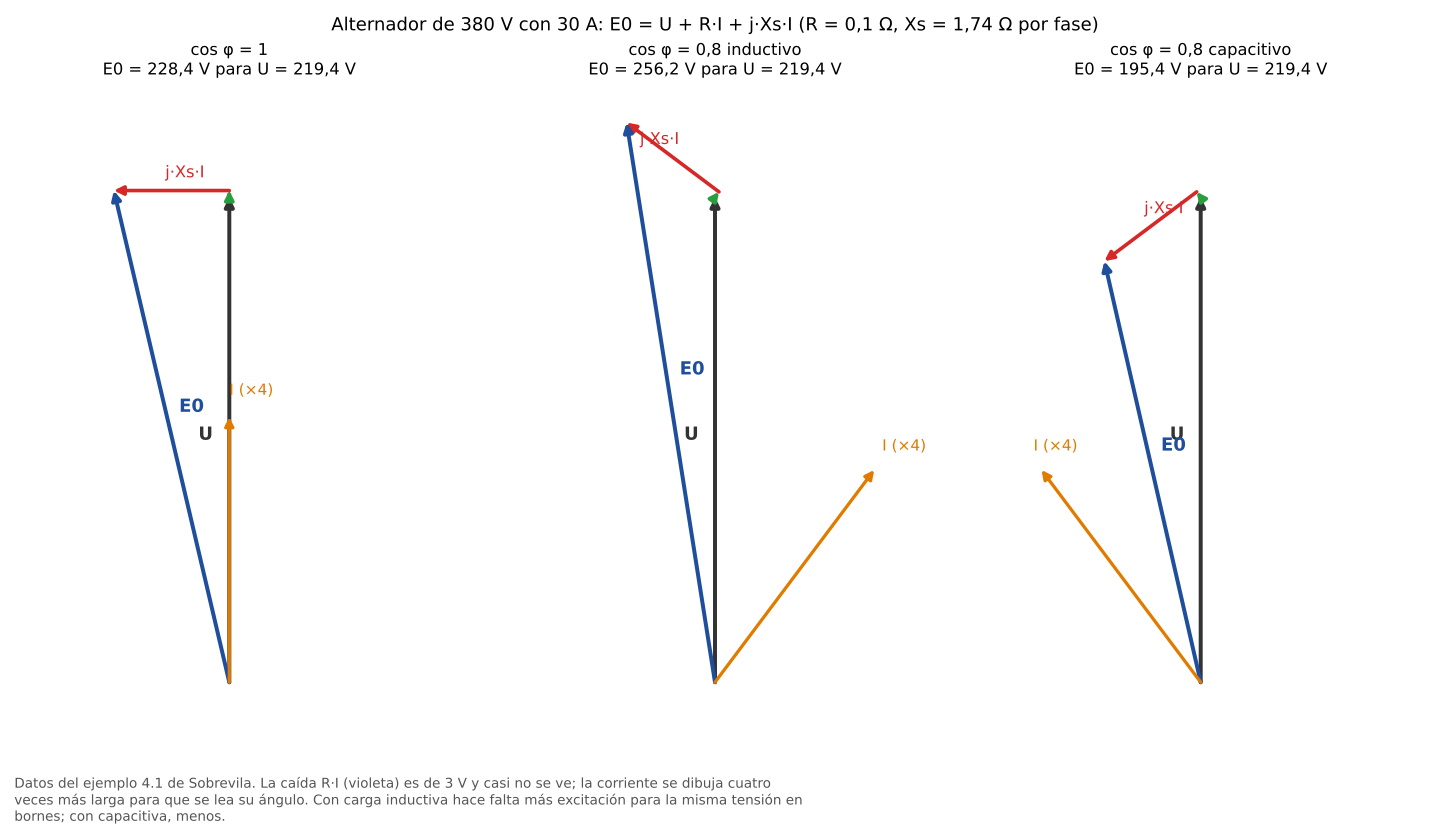 Alternador de 380 V con 30 A: E0 = U + R·I + j·Xs·I (R = 0,1 Ω, Xs = 1,74 Ω por fase)
cos φ = 1
E0 = 228,4 V para U = 219,4 V
j·Xs·I
I (×4)
E0
U
cos φ = 0,8 inductivo
E0 = 256,2 V para U = 219,4 V
j·Xs·I
E0
U
I (×4)
cos φ = 0,8 capacitivo
E0 = 195,4 V para U = 219,4 V
j·Xs·I
U
E0
I (×4)
Datos del ejemplo 4.1 de Sobrevila. La caída R·I (violeta) es de 3 V y casi no se ve; la corriente se dibuja cuatro
veces más larga para que se lea su ángulo. Con carga inductiva hace falta más excitación para la misma tensión en
bornes; con capacitiva, menos.